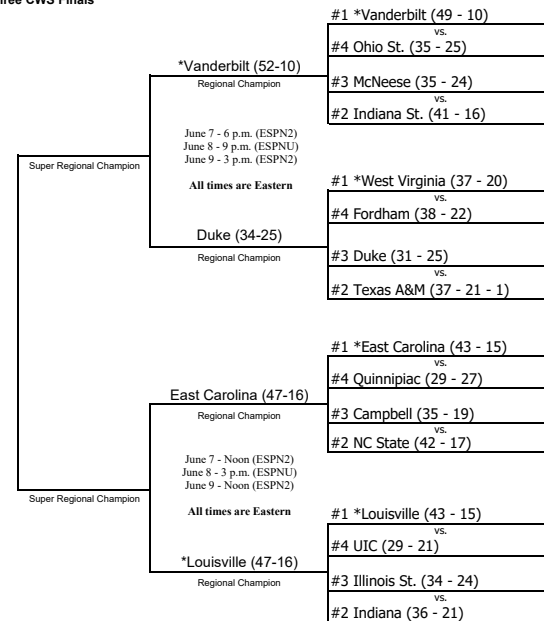 #1 *Vanderbilt (49 - 10)
vs.
#4 Ohio St. (35 - 25)
*Vanderbilt (52-10)
Regional Champion
#3 McNeese (35 - 24)
vs.
#2 Indiana St. (41 - 16)
June 7 - 6 p.m. (ESPN2)
June 8 - 9 p.m. (ESPNU)
June 9 - 3 p.m. (ESPN2)
Super Regional Champion
All times are Eastern
#1 *West Virginia (37 - 20)
vs.
#4 Fordham (38 - 22)
Duke (34-25)
Regional Champion
#3 Duke (31 - 25)
vs.
#2 Texas A&M (37 - 21 - 1)
#1 *East Carolina (43 - 15)
vs.
#4 Quinnipiac (29 - 27)
East Carolina (47-16)
Regional Champion
#3 Campbell (35 - 19)
vs.
#2 NC State (42 - 17)
June 7 - Noon (ESPN2)
June 8 - 3 p.m. (ESPNU)
June 9 - Noon (ESPN2)
Super Regional Champion
All times are Eastern
#1 *Louisville (43 - 15)
vs.
#4 UIC (29 - 21)
*Louisville (47-16)
Regional Champion
#3 Illinois St. (34 - 24)
vs.
#2 Indiana (36 - 21)